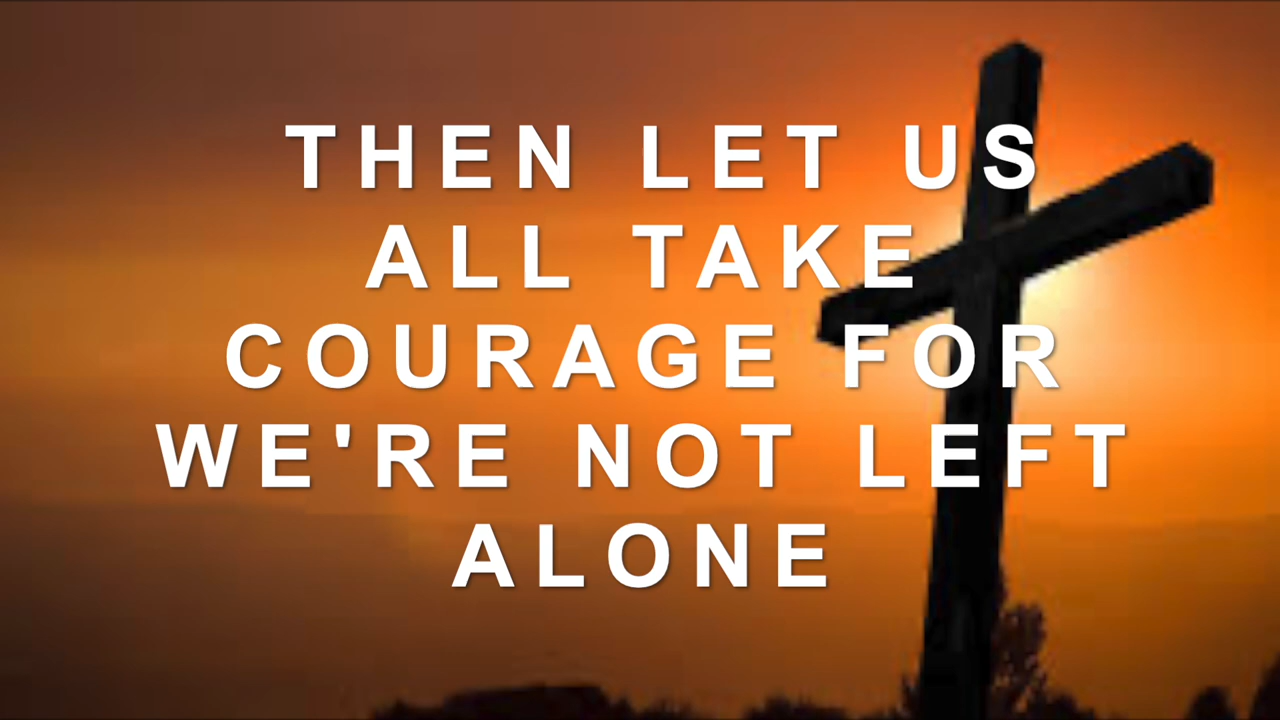 THEN LET US
ALL TAKE
COURAGE FOR
WE'RE NOT LEFT
ALONE